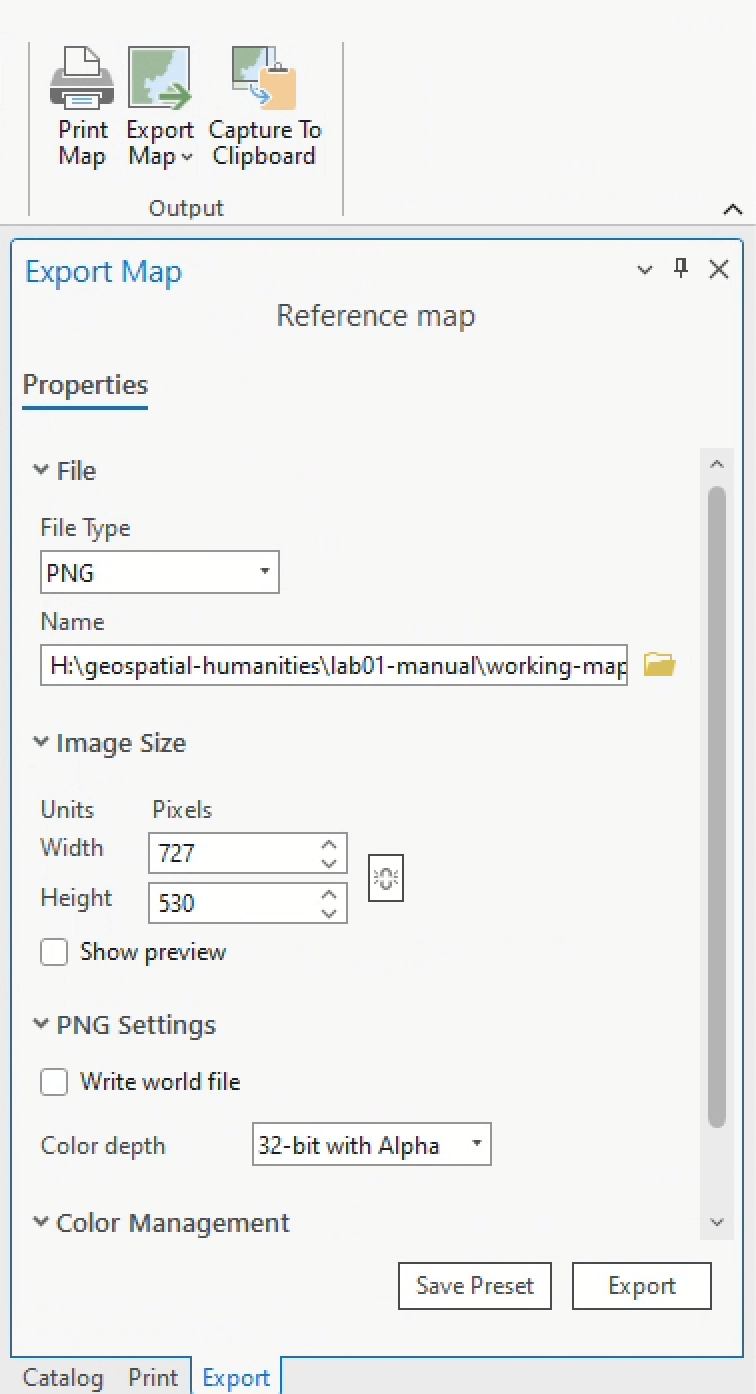 Print Map
Export Map
Capture To Clipboard
Output
Export Map
Reference map
Properties
File
File Type
PNG
Name
H:\geospatial-humanities\lab01-manual\working-map
Image Size
Units Pixels
Width 727
Height 530
Show preview
PNG Settings
Write world file
Color depth 32-bit with Alpha
Color Management
Save Preset Export
Catalog Print Export